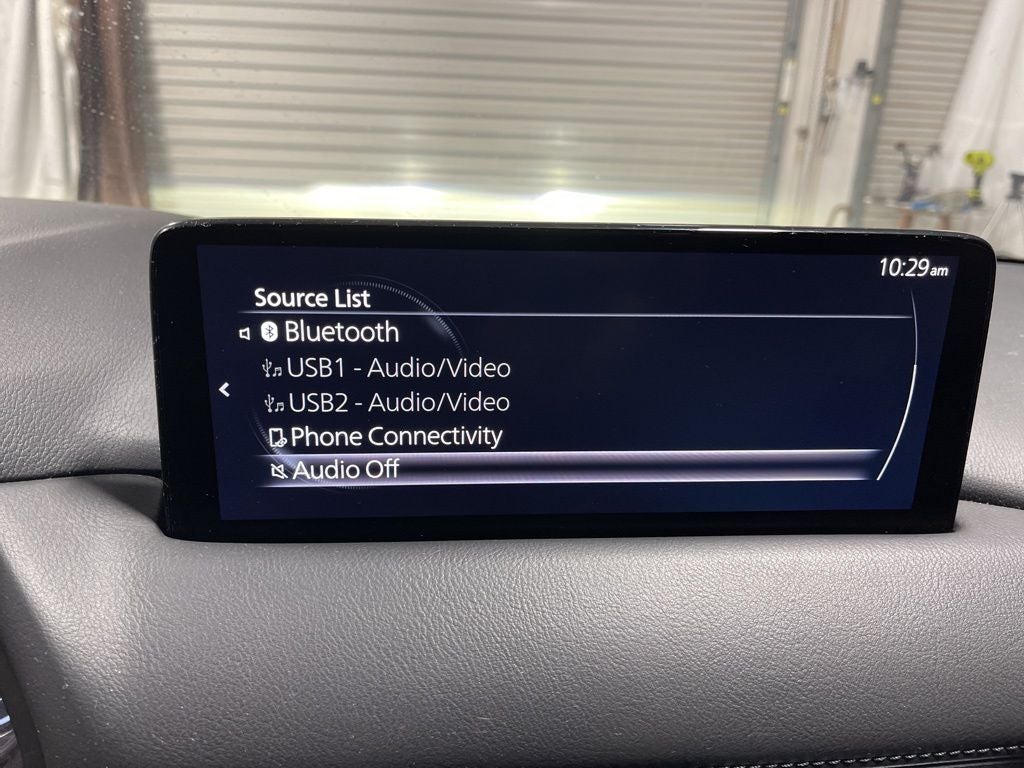 10:29am
Source List
Bluetooth
USB1 - Audio/Video
USB2 - Audio/Video
Phone Connectivity
Audio Off